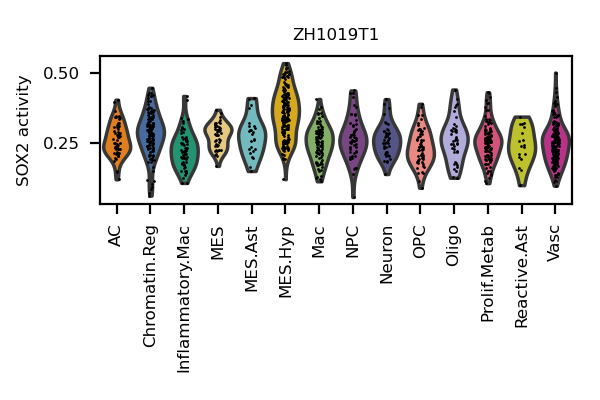 ZH1019T1
SOX2 activity
0.50
0.25
AC
Chromatin.Reg
Inflammatory.Mac
MES
MES.Ast
MES.Hyp
Mac
NPC
Neuron
OPC
Oligo
Prolif.Metab
Reactive.Ast
Vasc